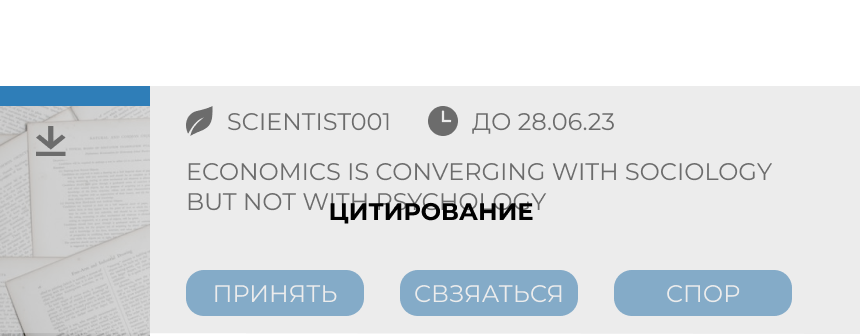 SCIENTIST001
ДО 28.06.23
ECONOMICS IS CONVERGING WITH SOCIOLOGY
BUT NOT WITH PSYCHOLOGY
ЦИТИРОВАНИЕ
ПРИНЯТЬ
СВЗЯАТЬСЯ
СПОР